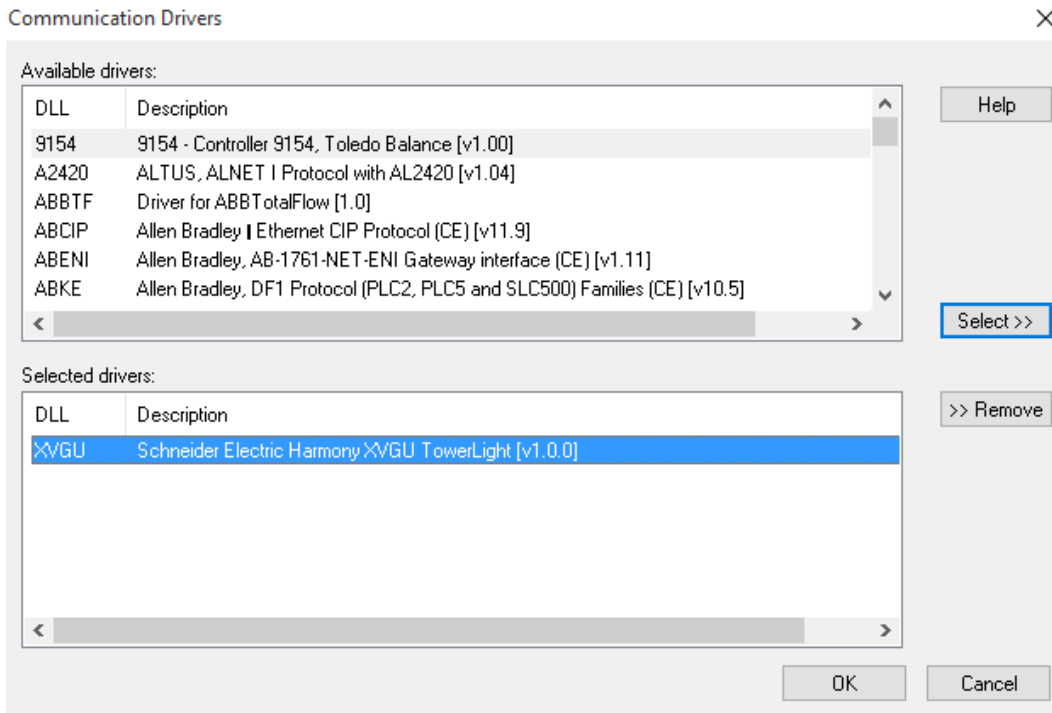 Communication Drivers
Available drivers:
DLL Description
9154 9154 - Controller 9154, Toledo Balance [v1.00]
A2420 ALTUS, ALNET I Protocol with AL2420 [v1.04]
ABBTF Driver for ABBTotalFlow [1.0]
ABCIP Allen Bradley | Ethernet CIP Protocol (CE) [v11.9]
ABENI Allen Bradley, AB-1761-NET-ENI Gateway interface (CE) [v1.11]
ABKE Allen Bradley, DF1 Protocol (PLC2, PLC5 and SLC500) Families (CE) [v10.5]
Help
Select >>
Selected drivers:
DLL Description
XVGU Schneider Electric Harmony XVGU TowerLight [v1.0.0]
>> Remove
OK Cancel